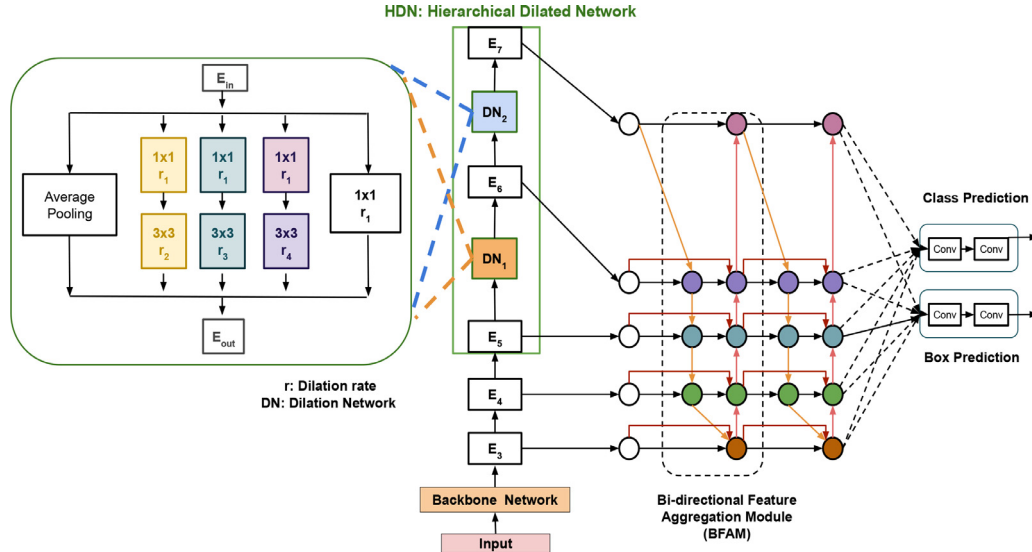 HDN: Hierarchical Dilated Network
E7
Ein
DN2
1x1
r1
1x1
r1
1x1
r1
Average
Pooling
1x1
r1
E6
Class Prediction
3x3
r2
3x3
r3
3x3
r4
Conv
Conv
DN1
Conv
Conv
Eout
E5
Box Prediction
r: Dilation rate
DN: Dilation Network
E4
E3
Backbone Network
Bi-directional Feature
Aggregation Module
(BFAM)
Input